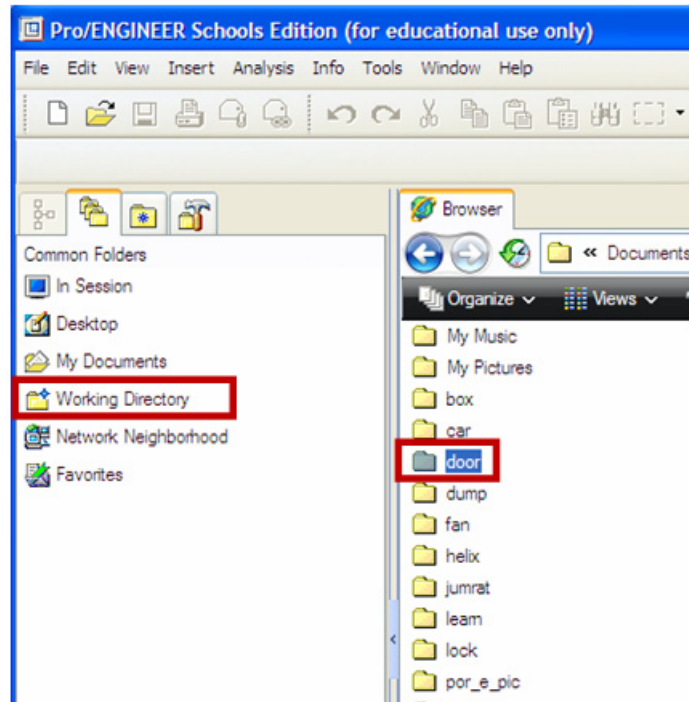 Pro/ENGINEER Schools Edition (for educational use only)
File Edit View Insert Analysis Info Tools Window Help
Browser
Common Folders
« Documents
In Session
Organize Views
Desktop
My Music
My Documents
My Pictures
Working Directory
box
Network Neighborhood
car
Favorites
door
dump
fan
helix
jumrat
learn
lock
por_e_pic